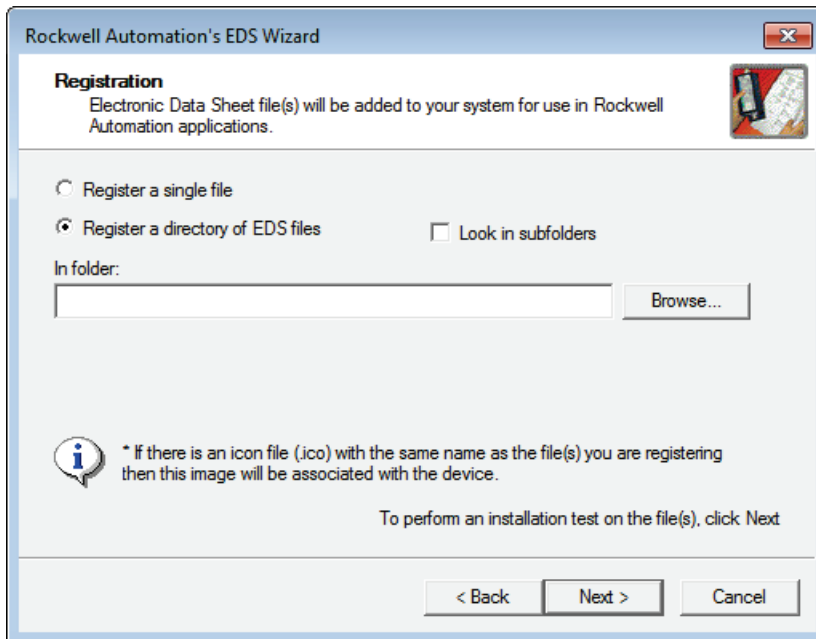 Rockwell Automation's EDS Wizard
Registration
Electronic Data Sheet file(s) will be added to your system for use in Rockwell
Automation applications.
Register a single file
Register a directory of EDS files
Look in subfolders
In folder:
Browse...
* If there is an icon file (.ico) with the same name as the file(s) you are registering
then this image will be associated with the device.
To perform an installation test on the file(s), click Next
< Back
Next >
Cancel